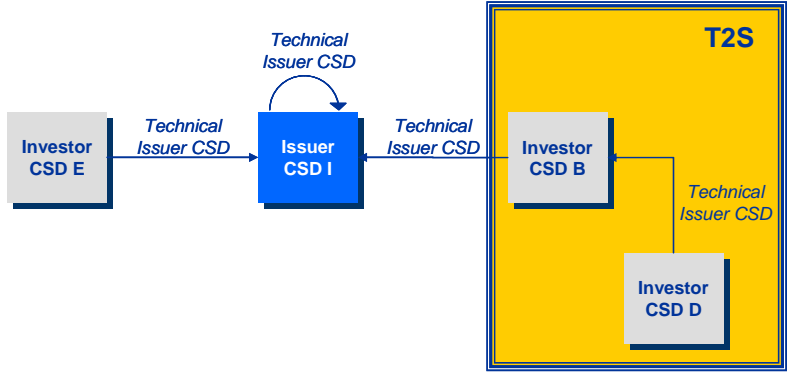 T2S
Technical
Issuer CSD
Investor
CSD E
Technical
Issuer CSD
Issuer
CSD I
Technical
Issuer CSD
Investor
CSD B
Technical
Issuer CSD
Investor
CSD D